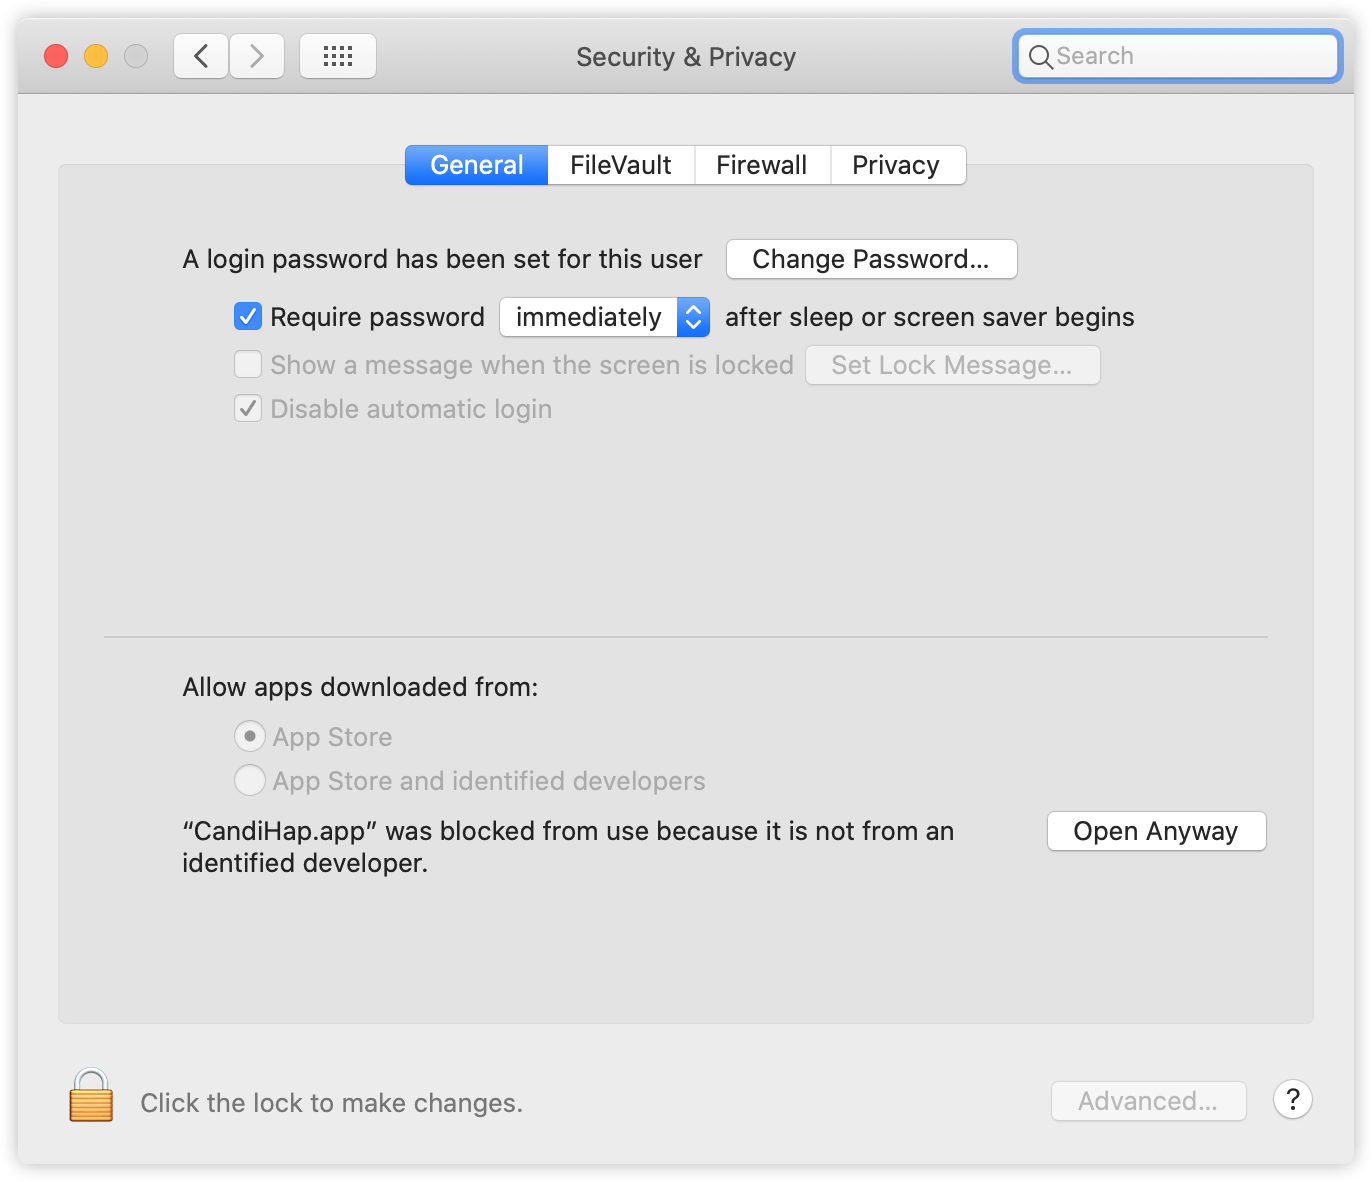 Security & Privacy
Search
General
FileVault
Firewall
Privacy
A login password has been set for this user
Change Password...
Require password
immediately
after sleep or screen saver begins
Show a message when the screen is locked
Set Lock Message...
Disable automatic login
Allow apps downloaded from:
App Store
App Store and identified developers
“CandiHap.app” was blocked from use because it is not from an
identified developer.
Open Anyway
Click the lock to make changes.
Advanced...
?